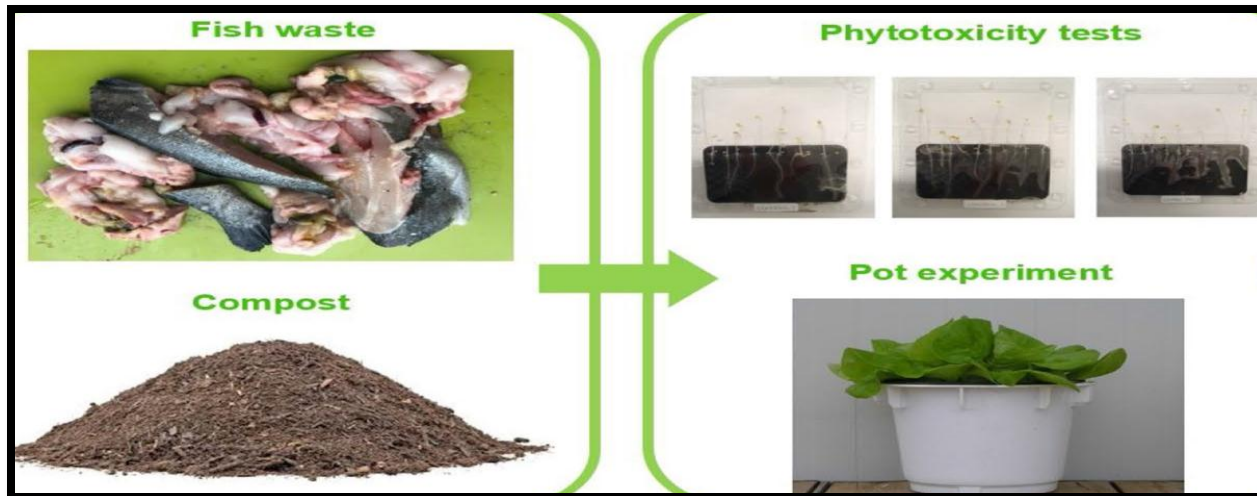 Fish waste
Compost
Phytotoxicity tests
Pot experiment